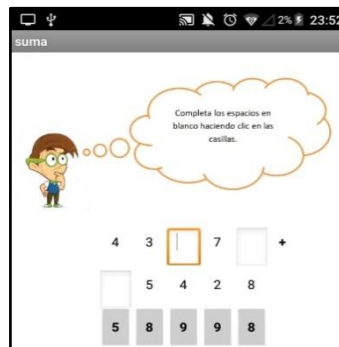 2% 23:52
suma
Completa los espacios en
blanco haciendo clic en las
casillas.
4 3 7 +
5 4 2 8
5 8 9 9 8